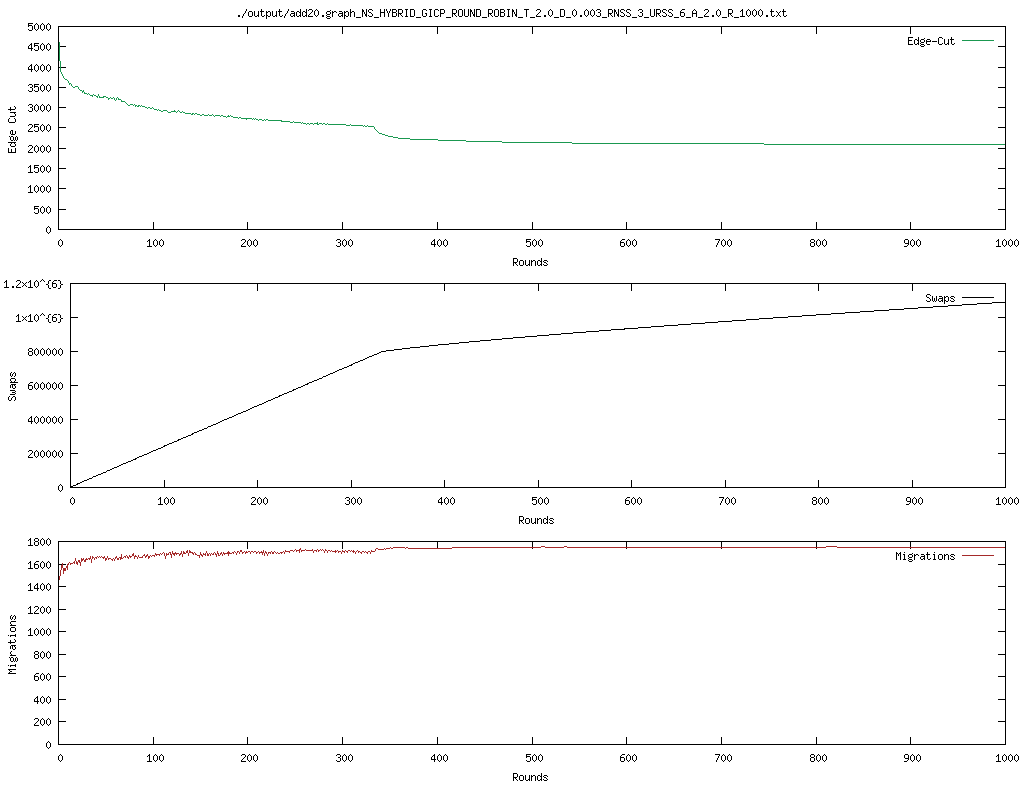 ./output/add20.graph_NS_HYBRID_GICP_ROUND_ROBIN_T_2.0_D_0.003_RNSS_3_URSS_6_A_2.0_R_1000.txt
5000
4500
4000
3500
3000
2500
2000
1500
1000
500
0
Edge Cut
Edge-Cut
0 100 200 300 400 500 600 700 800 900 1000
Rounds
1.2×10^{6}
1×10^{6}
800000
600000
400000
200000
0
Swaps
Swaps
0 100 200 300 400 500 600 700 800 900 1000
Rounds
1800
1600
1400
1200
1000
800
600
400
200
0
Migrations
Migrations
0 100 200 300 400 500 600 700 800 900 1000
Rounds